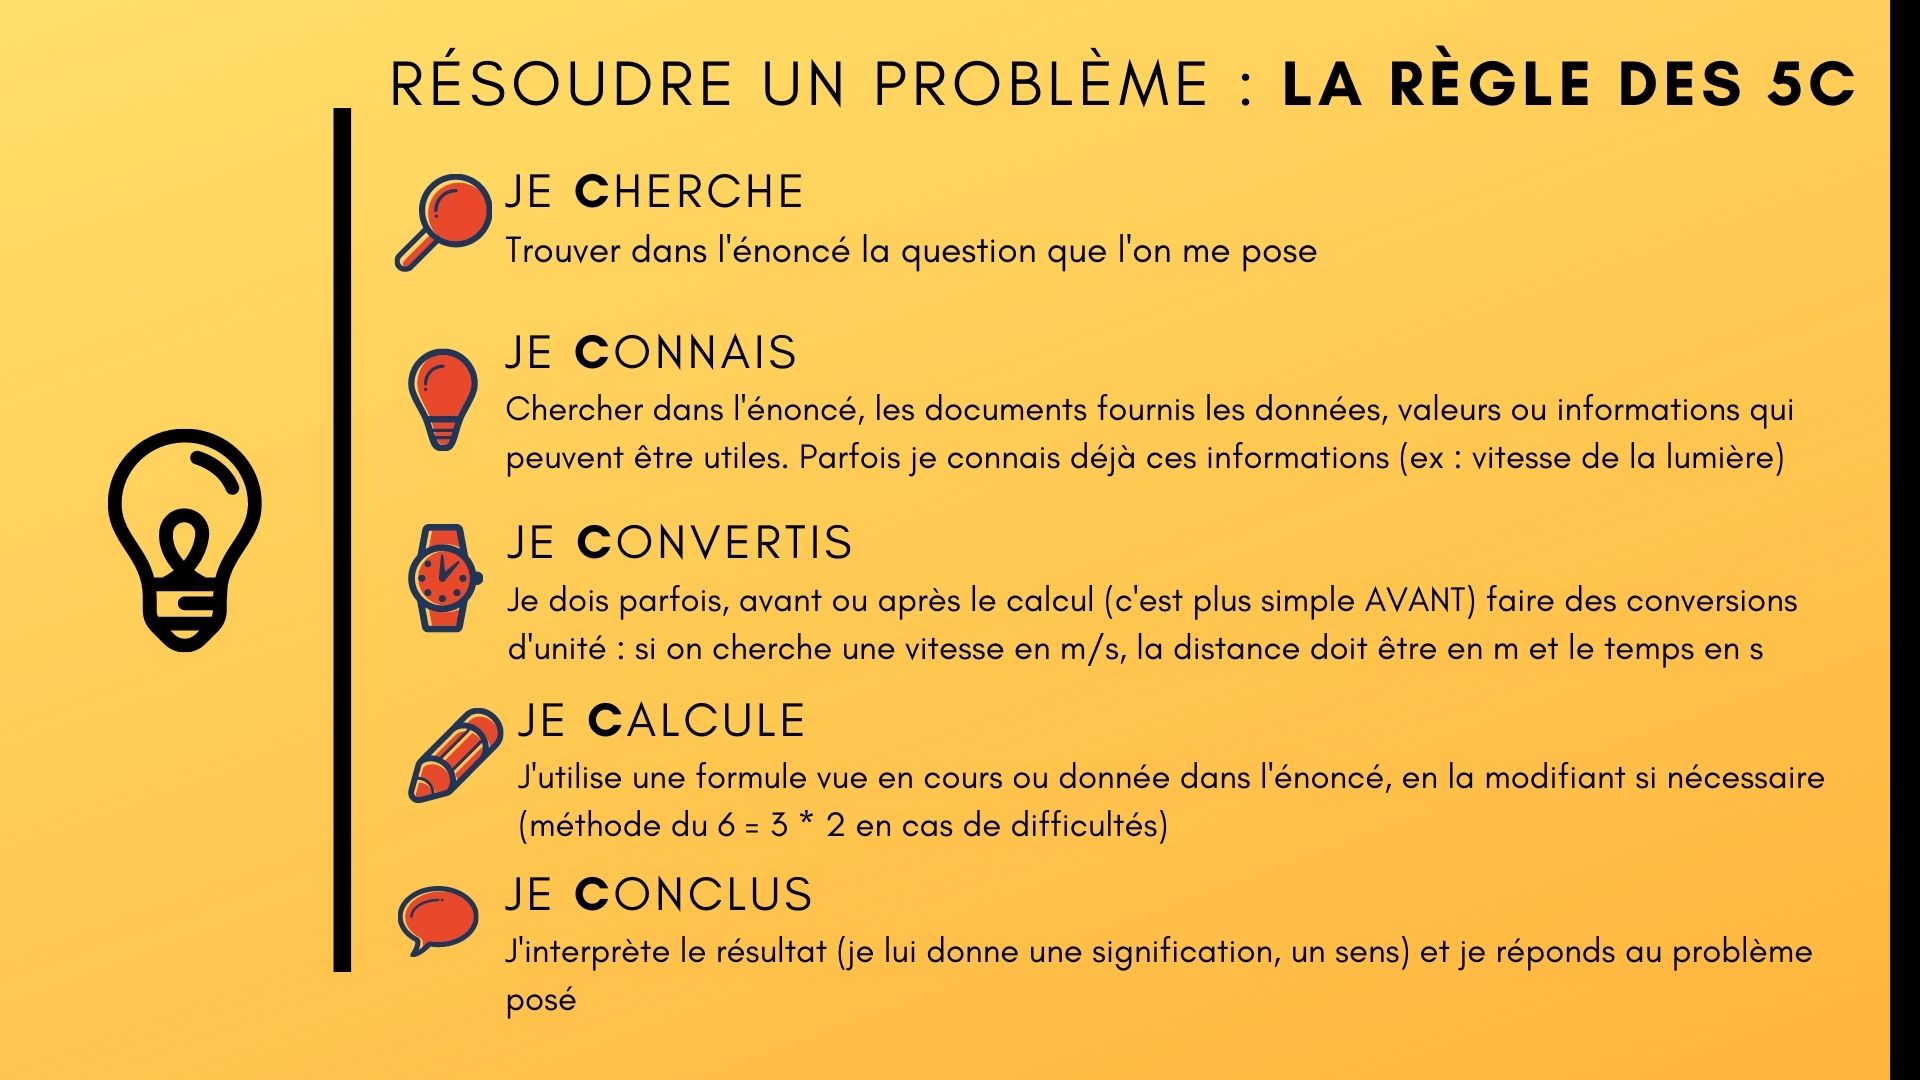 RÉSOUDRE UN PROBLÈME : LA RÈGLE DES 5C
JE CHERCHE
Trouver dans l'énoncé la question que l'on me pose
JE CONNAIS
Chercher dans l'énoncé, les documents fournis les données, valeurs ou informations qui
peuvent être utiles. Parfois je connais déjà ces informations (ex : vitesse de la lumière)
JE CONVERTIS
Je dois parfois, avant ou après le calcul (c'est plus simple AVANT) faire des conversions
d'unité : si on cherche une vitesse en m/s, la distance doit être en m et le temps en s
JE CALCULE
J'utilise une formule vue en cours ou donnée dans l'énoncé, en la modifiant si nécessaire
(méthode du 6 = 3 * 2 en cas de difficultés)
JE CONCLUS
J'interprète le résultat (je lui donne une signification, un sens) et je réponds au problème
posé